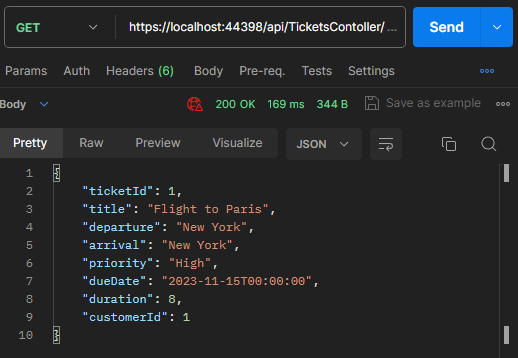 GET https://localhost:44398/api/TicketsContoller/... Send
Params Auth Headers (6) Body Pre-req. Tests Settings
Body 200 OK 169 ms 344 B Save as example
Pretty Raw Preview Visualize JSON
1 {
2 "ticketId": 1,
3 "title": "Flight to Paris",
4 "departure": "New York",
5 "arrival": "New York",
6 "priority": "High",
7 "dueDate": "2023-11-15T00:00:00",
8 "duration": 8,
9 "customerId": 1
10 }